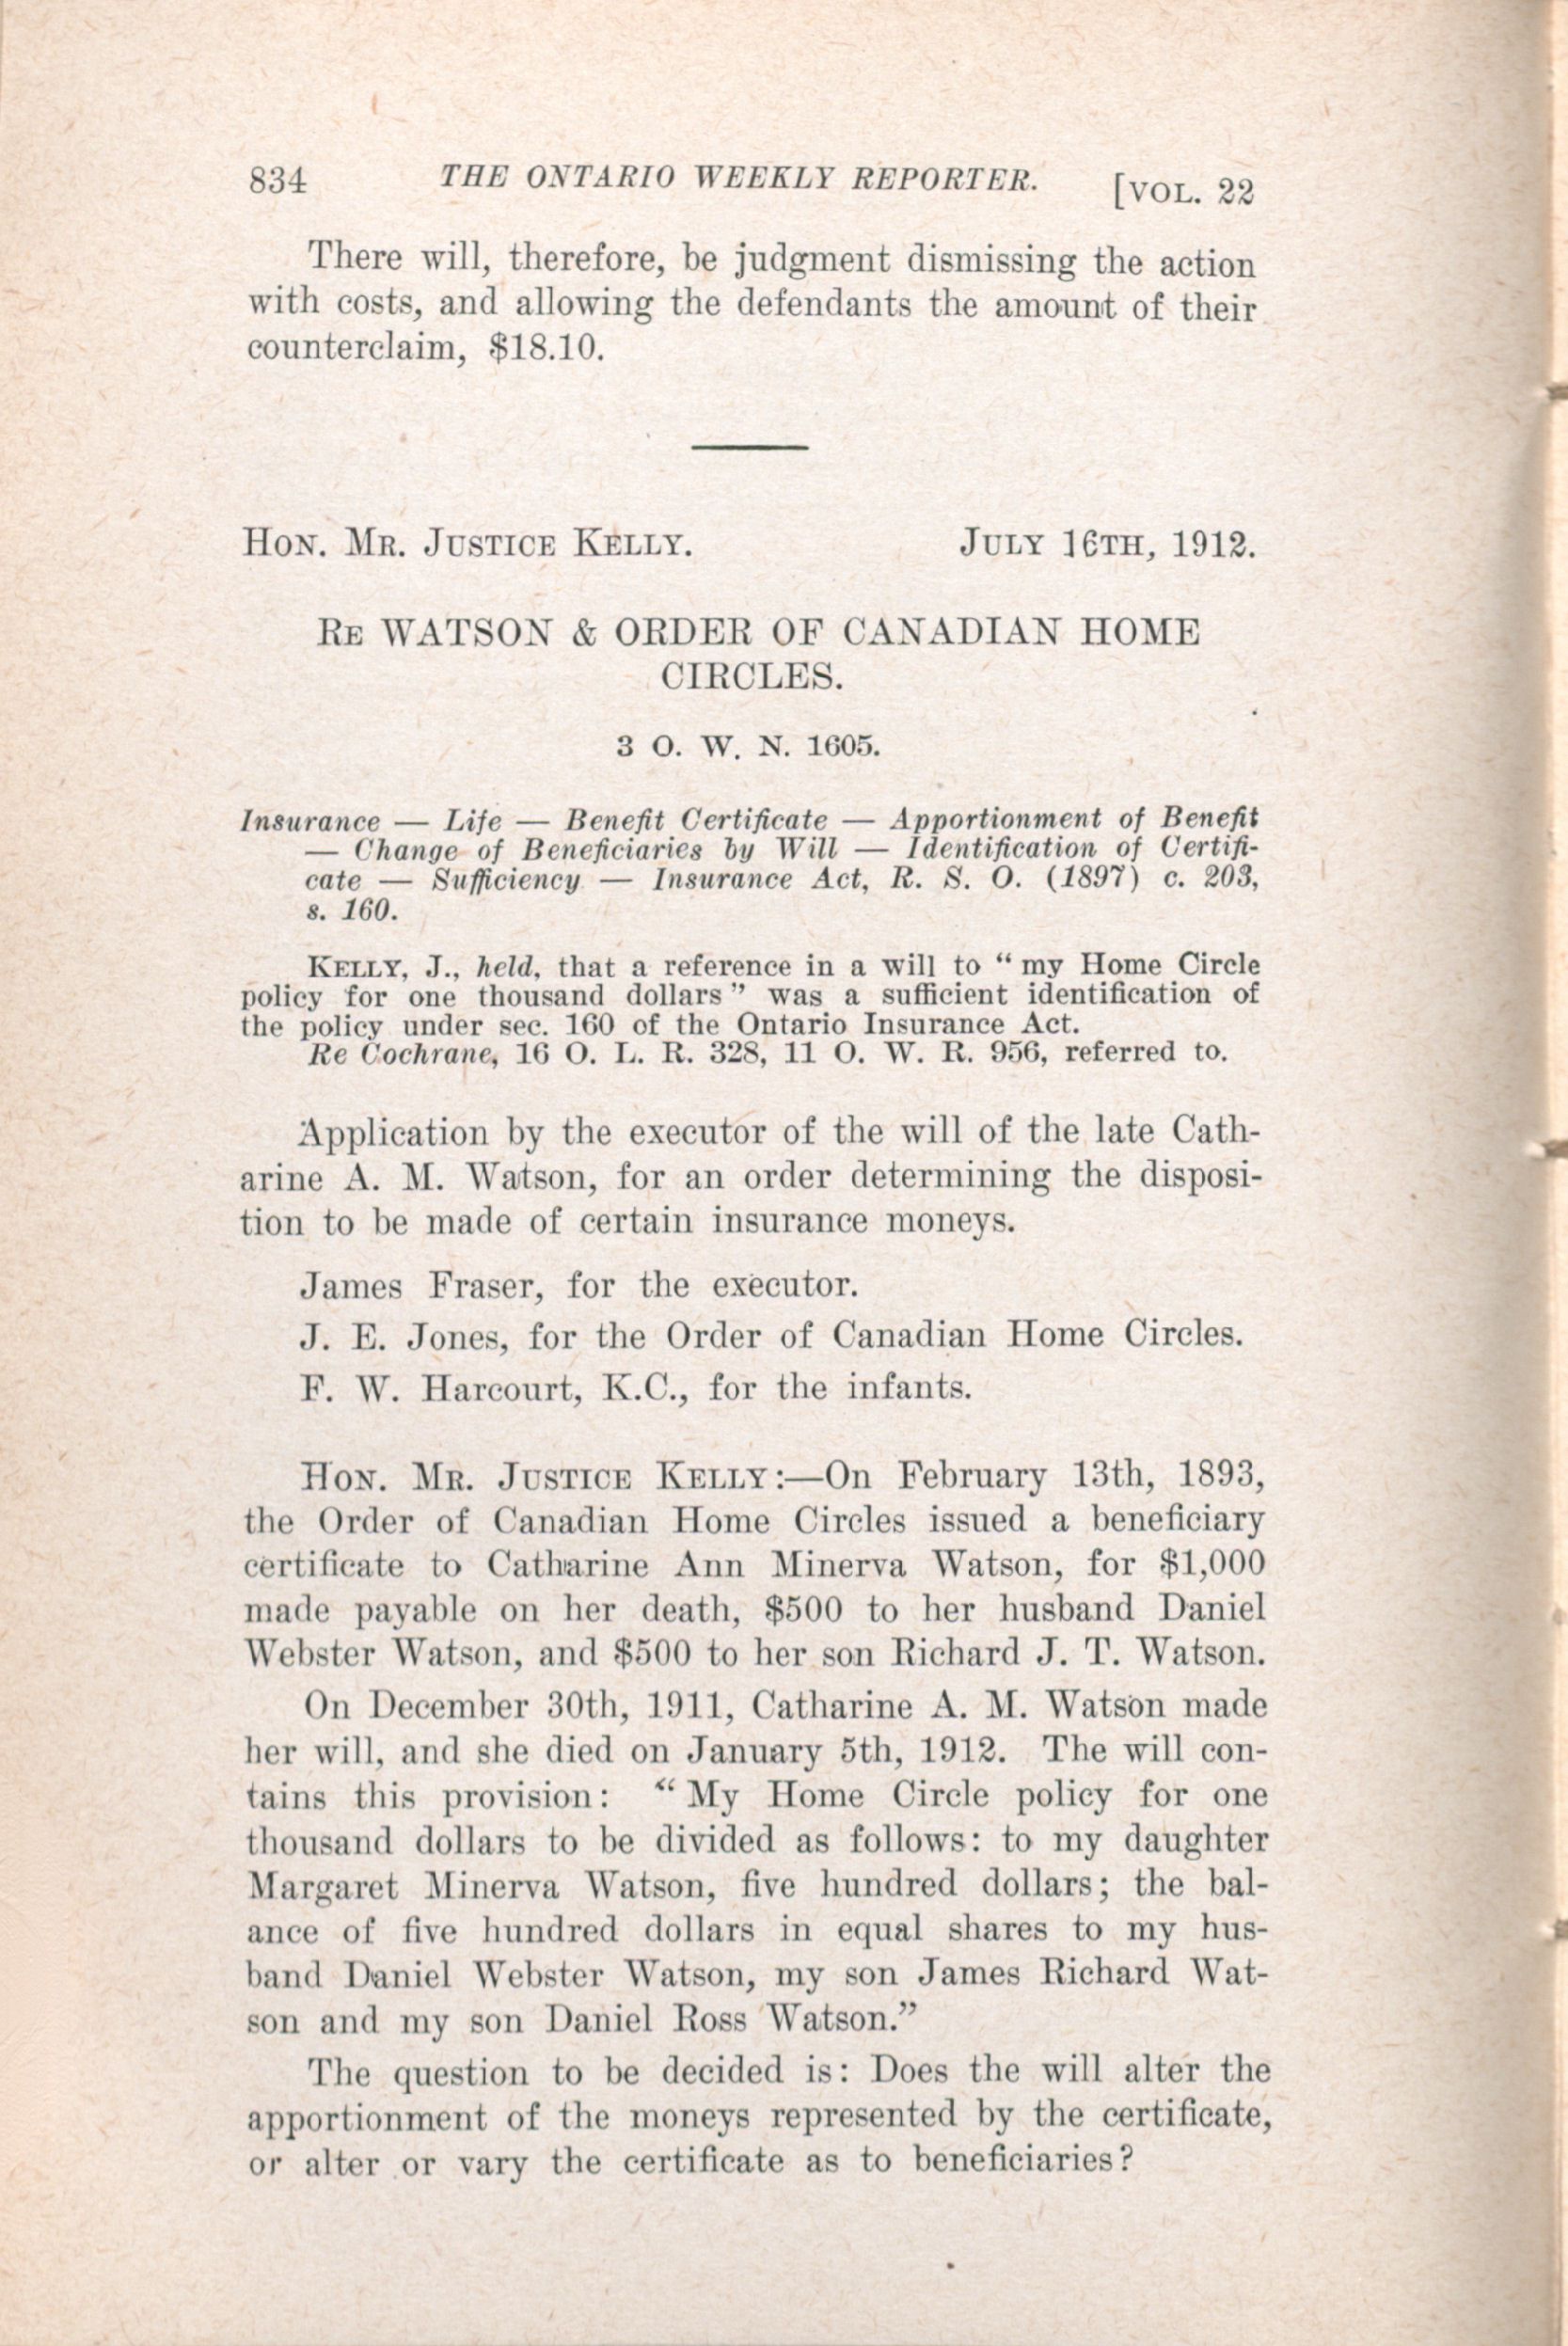 834 THE ONTARIO WEEKLY REPORTER. [VOL. 22
There will, therefore, be judgment dismissing the action
with costs, and allowing the defendants the amount of their
counterclaim, $18.10.
HON. MR. JUSTICE KELLY. JULY 16TH, 1912.
RE WATSON & ORDER OF CANADIAN HOME
CIRCLES.
3 O. W. N. 1605.
Insurance — Life — Benefit Certificate — Apportionment of Benefit
— Change of Beneficiaries by Will — Identification of Certifi-
cate — Sufficiency — Insurance Act, R. S. O. (1897) c. 203,
s. 160.
KELLY, J., held, that a reference in a will to “ my Home Circle
policy for one thousand dollars ” was a sufficient identification of
the policy under sec. 160 of the Ontario Insurance Act.
Re Cochrane, 16 O. L. R. 328, 11 O. W. R. 956, referred to.
Application by the executor of the will of the late Cath-
arine A. M. Watson, for an order determining the disposi-
tion to be made of certain insurance moneys.
James Fraser, for the executor.
J. E. Jones, for the Order of Canadian Home Circles.
F. W. Harcourt, K.C., for the infants.
HON. MR. JUSTICE KELLY:—On February 13th, 1893,
the Order of Canadian Home Circles issued a beneficiary
certificate to Catharine Ann Minerva Watson, for $1,000
made payable on her death, $500 to her husband Daniel
Webster Watson, and $500 to her son Richard J. T. Watson.
On December 30th, 1911, Catharine A. M. Watson made
her will, and she died on January 5th, 1912. The will con-
tains this provision: “ My Home Circle policy for one
thousand dollars to be divided as follows: to my daughter
Margaret Minerva Watson, five hundred dollars; the bal-
ance of five hundred dollars in equal shares to my hus-
band Daniel Webster Watson, my son James Richard Wat-
son and my son Daniel Ross Watson.”
The question to be decided is: Does the will alter the
apportionment of the moneys represented by the certificate,
or alter or vary the certificate as to beneficiaries?